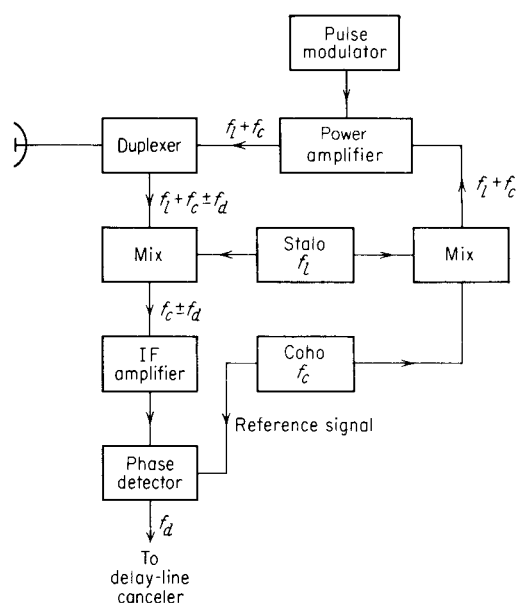 Pulse
modulator
f_l + f_c
Duplexer
Power
amplifier
f_l + f_c
f_l + f_c ± f_d
Mix
Stalo
f_l
Mix
f_c ± f_d
IF
amplifier
Coho
f_c
Reference signal
Phase
detector
f_d
To
delay-line
canceler